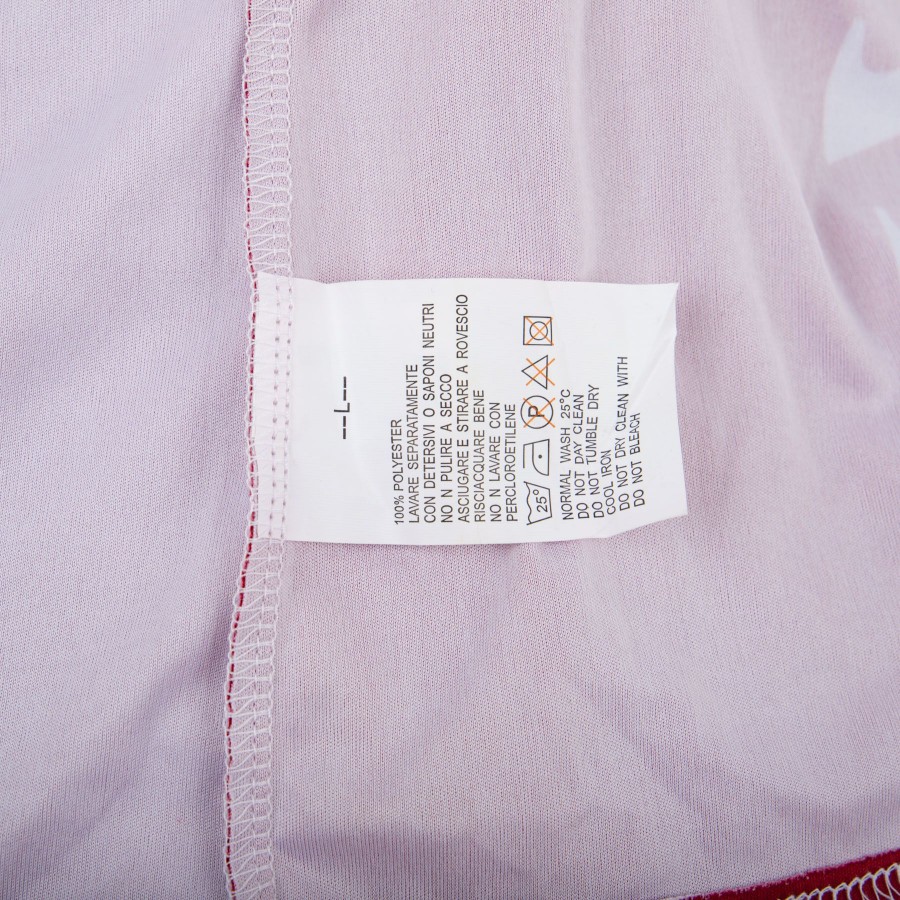 --L--
100% POLYESTER
LAVARE SEPARATAMENTE
CON DETERSIVI O SAPONI NEUTRI
NO N PULIRE A SECCO
ASCIUGARE E STIRARE A ROVESCIO
RISCIACQUARE BENE
NO N LAVARE CON
PERCLOROETILENE
25° P
NORMAL WASH 25°C
DO NOT DAY CLEAN
DO NOT TUMBLE DRY
COOL IRON
DO NOT DRY CLEAN WITH
DO NOT BLEACH